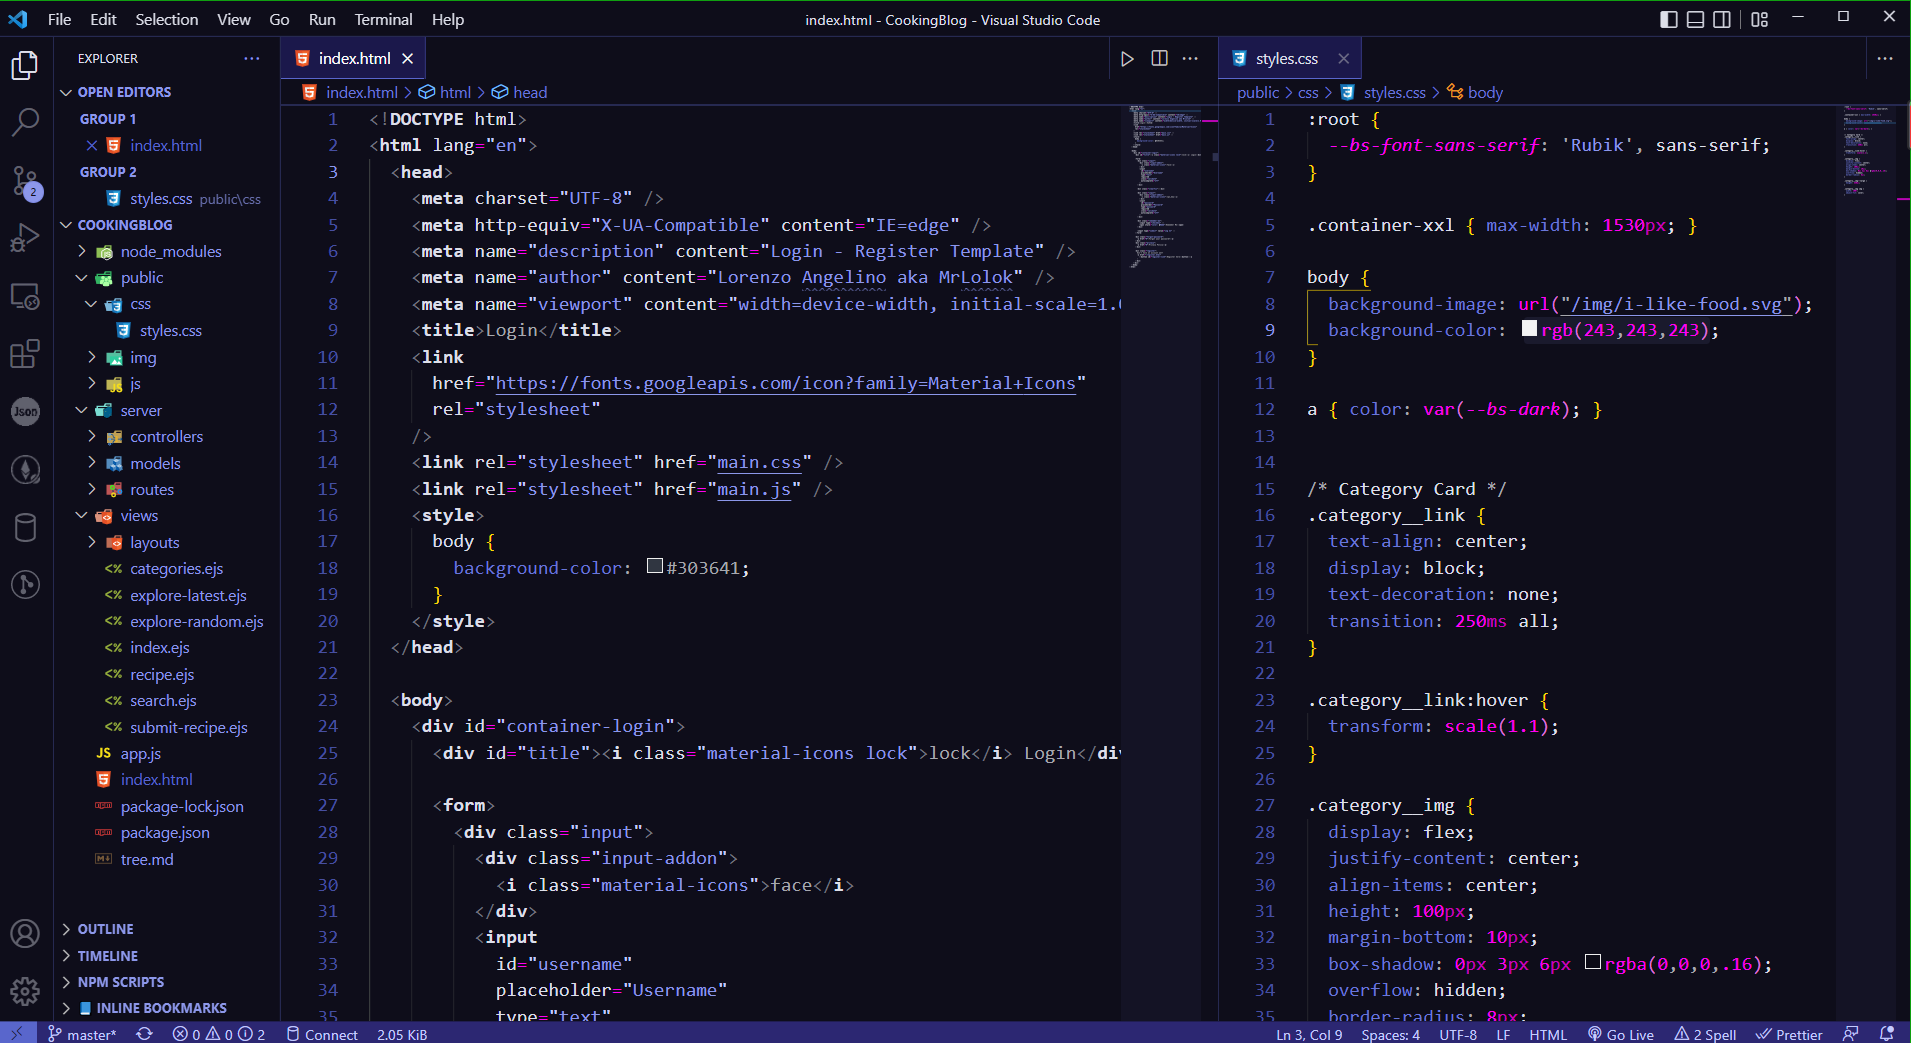 File Edit Selection View Go Run Terminal Help
index.html - CookingBlog - Visual Studio Code
EXPLORER
OPEN EDITORS
GROUP 1
index.html
GROUP 2
styles.css public\css
COOKINGBLOG
node_modules
public
css
styles.css
img
js
server
controllers
models
routes
views
layouts
<% categories.ejs
<% explore-latest.ejs
<% explore-random.ejs
<% index.ejs
<% recipe.ejs
<% search.ejs
<% submit-recipe.ejs
JS app.js
index.html
package-lock.json
package.json
tree.md
OUTLINE
TIMELINE
NPM SCRIPTS
INLINE BOOKMARKS
2
Json
index.html
index.html > html > head
1 <!DOCTYPE html>
2 <html lang="en">
3 <head>
4 <meta charset="UTF-8" />
5 <meta http-equiv="X-UA-Compatible" content="IE=edge" />
6 <meta name="description" content="Login - Register Template" />
7 <meta name="author" content="Lorenzo Angelino aka MrLolok" />
8 <meta name="viewport" content="width=device-width, initial-scale=1.0
9 <title>Login</title>
10 <link
11 href="https://fonts.googleapis.com/icon?family=Material+Icons"
12 rel="stylesheet"
13 />
14 <link rel="stylesheet" href="main.css" />
15 <link rel="stylesheet" href="main.js" />
16 <style>
17 body {
18 background-color: #303641;
19 }
20 </style>
21 </head>
22
23 <body>
24 <div id="container-login">
25 <div id="title"><i class="material-icons lock">lock</i> Login</div
26
27 <form>
28 <div class="input">
29 <div class="input-addon">
30 <i class="material-icons">face</i>
31 </div>
32 <input
33 id="username"
34 placeholder="Username"
35 type="text"
styles.css
public > css > styles.css > body
1 :root {
2 --bs-font-sans-serif: 'Rubik', sans-serif;
3 }
4
5 .container-xxl { max-width: 1530px; }
6
7 body {
8 background-image: url("/img/i-like-food.svg");
9 background-color: rgb(243,243,243);
10 }
11
12 a { color: var(--bs-dark); }
13
14
15 /* Category Card */
16 .category__link {
17 text-align: center;
18 display: block;
19 text-decoration: none;
20 transition: 250ms all;
21 }
22
23 .category__link:hover {
24 transform: scale(1.1);
25 }
26
27 .category__img {
28 display: flex;
29 justify-content: center;
30 align-items: center;
31 height: 100px;
32 margin-bottom: 10px;
33 box-shadow: 0px 3px 6px rgba(0,0,0,.16);
34 overflow: hidden;
35 border-radius: 8px;
master* 0 0 2 Connect 2.05 KiB Ln 3, Col 9 Spaces: 4 UTF-8 LF HTML Go Live 2 Spell Prettier